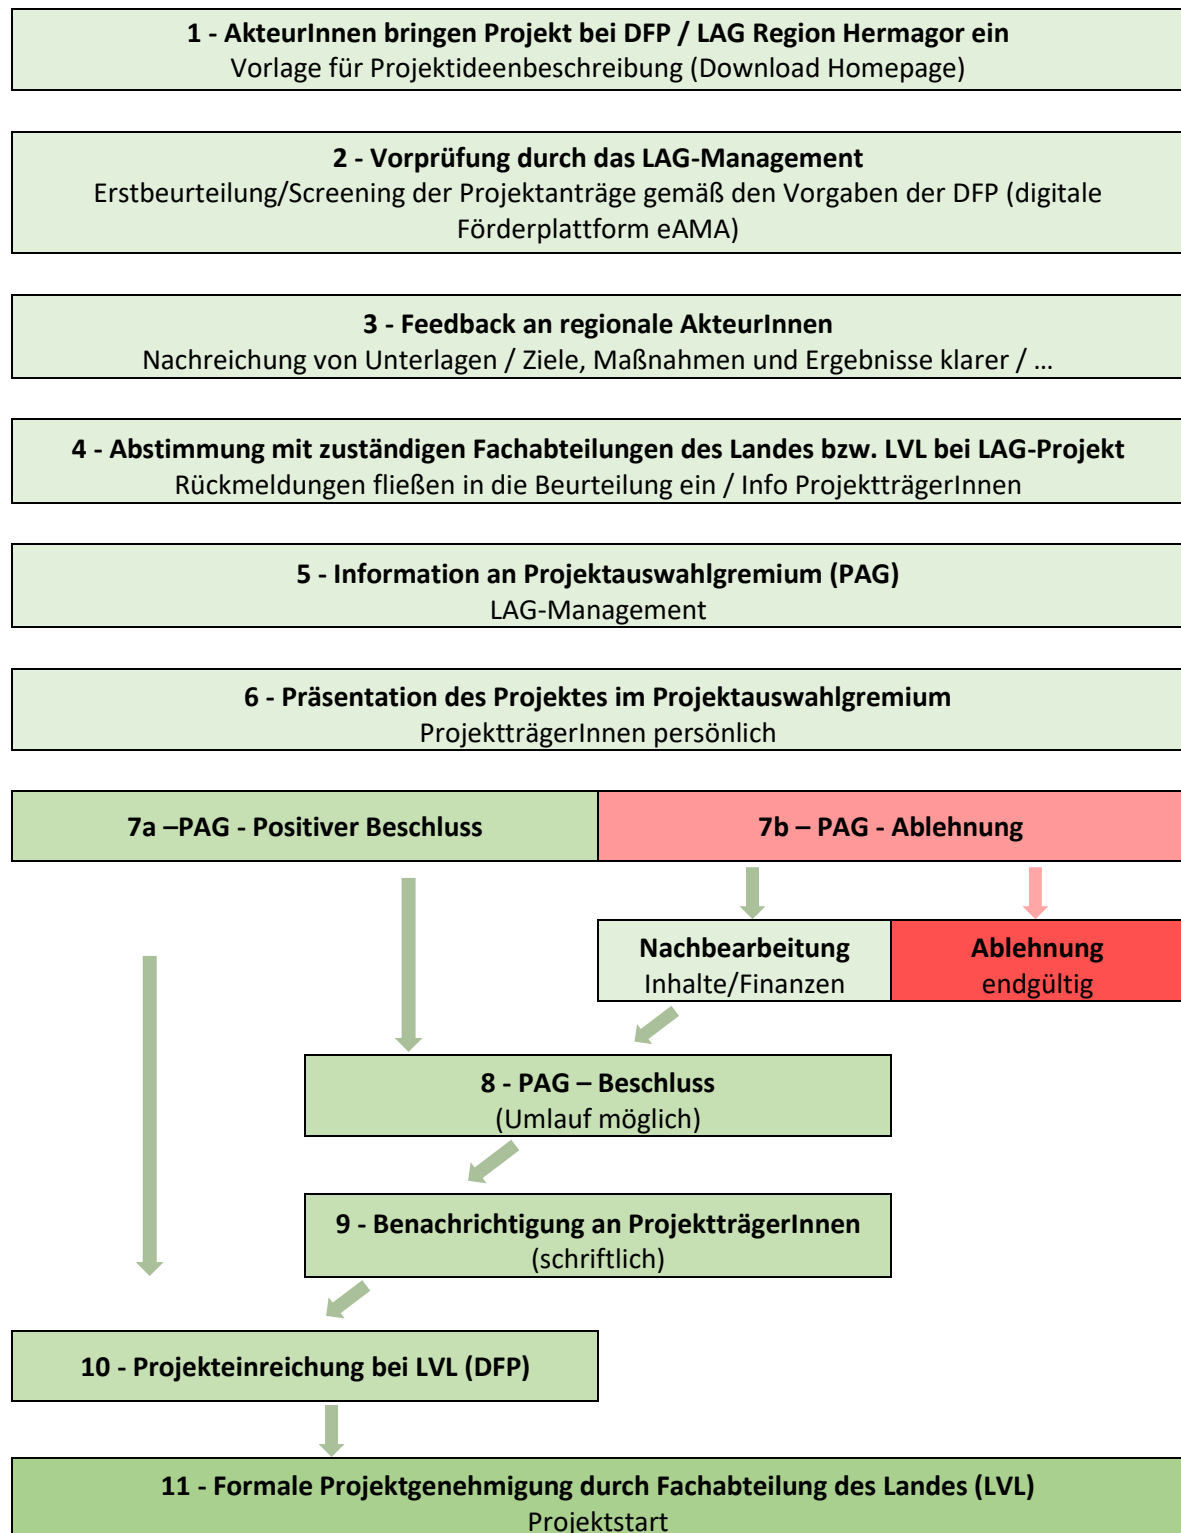 1 - AkteurInnen bringen Projekt bei DFP / LAG Region Hermagor ein
Vorlage für Projektideenbeschreibung (Download Homepage)
2 - Vorprüfung durch das LAG-Management
Erstbeurteilung/Screening der Projektanträge gemäß den Vorgaben der DFP (digitale
Förderplattform eAMA)
3 - Feedback an regionale AkteurInnen
Nachreichung von Unterlagen / Ziele, Maßnahmen und Ergebnisse klarer / …
4 - Abstimmung mit zuständigen Fachabteilungen des Landes bzw. LVL bei LAG-Projekt
Rückmeldungen fließen in die Beurteilung ein / Info ProjektträgerInnen
5 - Information an Projektauswahlgremium (PAG)
LAG-Management
6 - Präsentation des Projektes im Projektauswahlgremium
ProjektträgerInnen persönlich
7a –PAG - Positiver Beschluss
7b – PAG - Ablehnung
Nachbearbeitung
Inhalte/Finanzen
Ablehnung
endgültig
8 - PAG – Beschluss
(Umlauf möglich)
9 - Benachrichtigung an ProjektträgerInnen
(schriftlich)
10 - Projekteinreichung bei LVL (DFP)
11 - Formale Projektgenehmigung durch Fachabteilung des Landes (LVL)
Projektstart